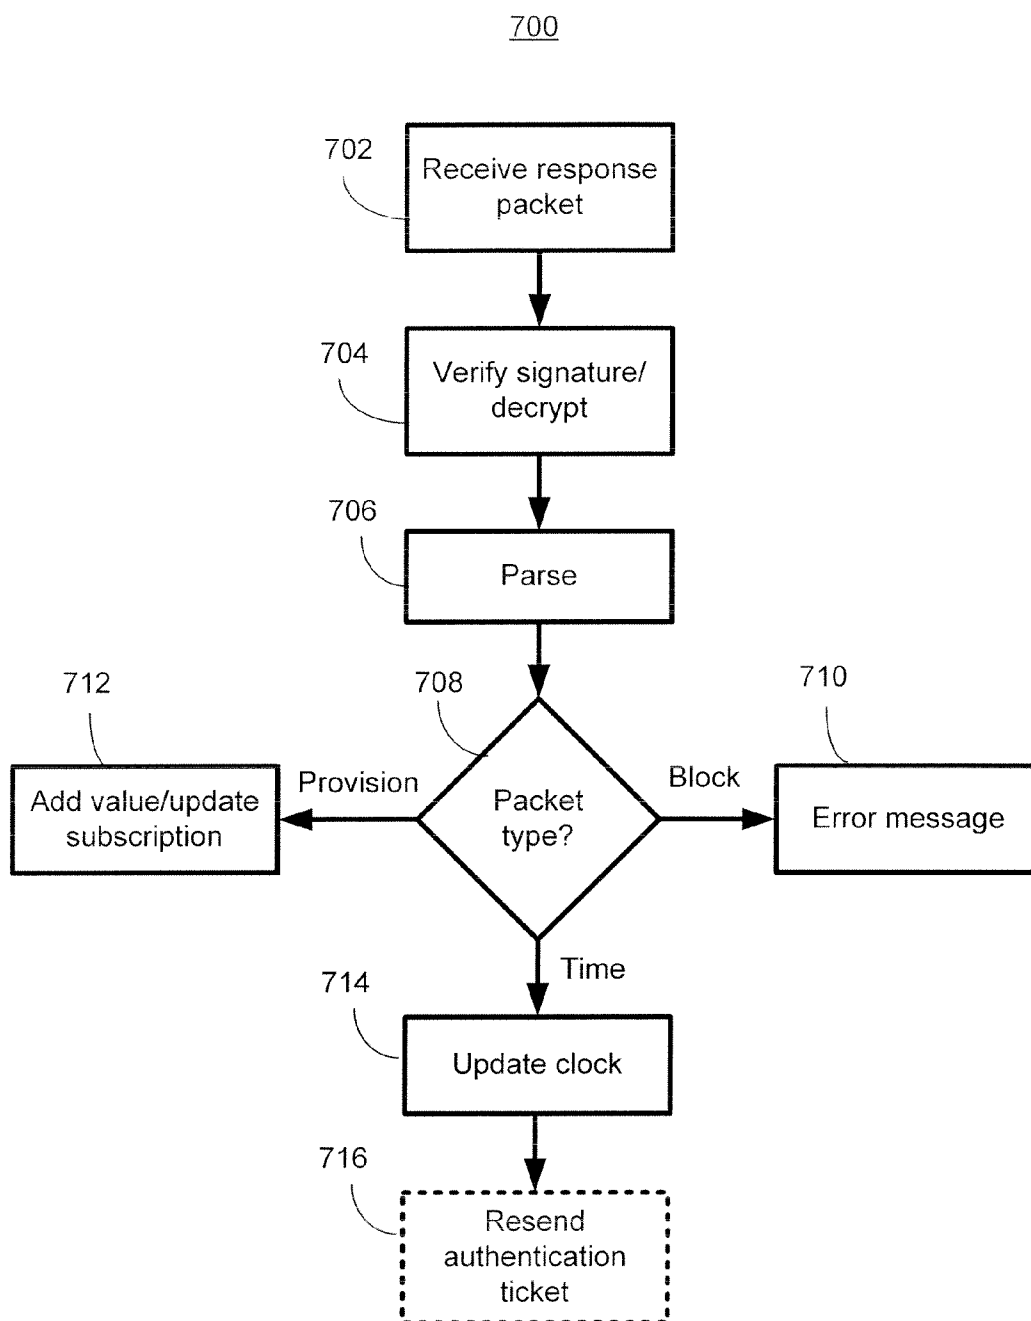 700
702
Receive response
packet
704
Verify signature/
decrypt
706
Parse
712
708
710
Provision
Block
Add value/update
subscription
Packet
type?
Error message
Time
714
Update clock
716
Resend
authentication
ticket